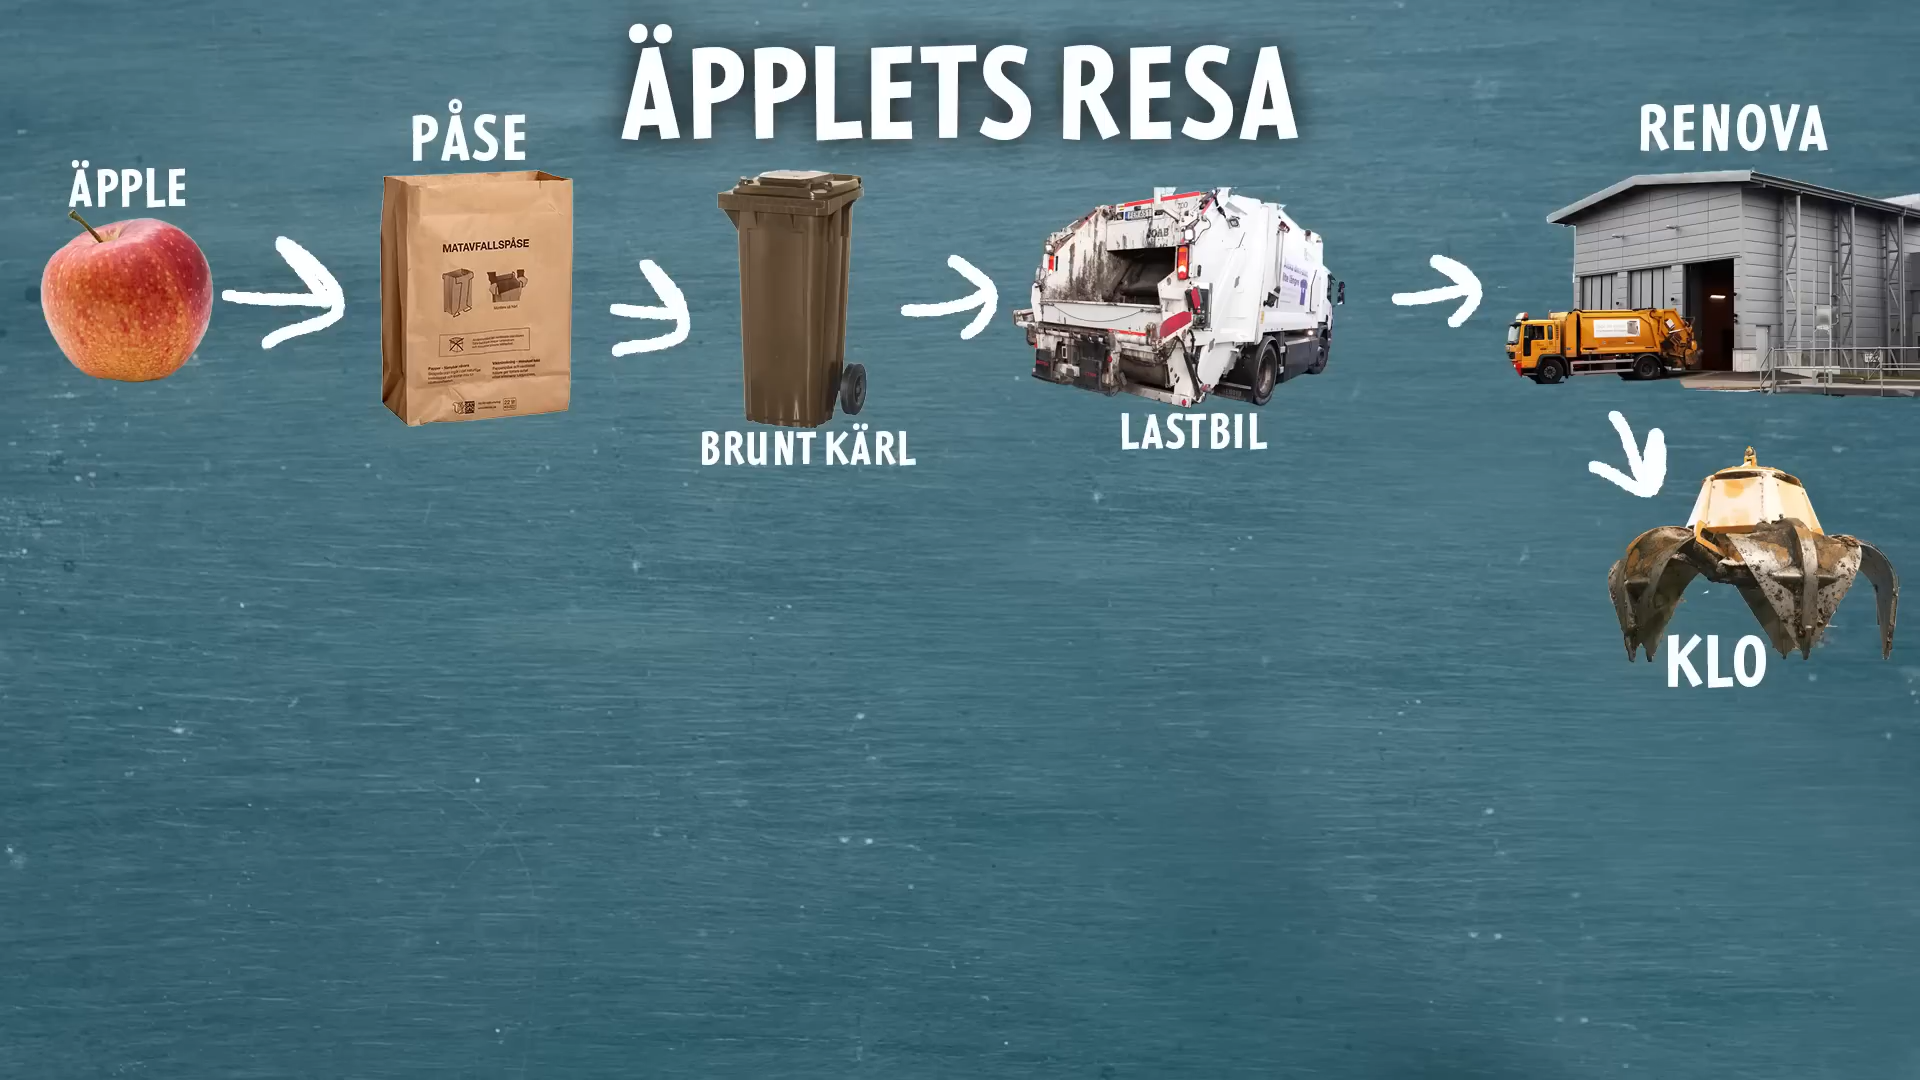 ÄPPLETS RESA
ÄPPLE
PÅSE
MATAVFALLSPÅSE
BRUNT KÄRL
LASTBIL
RENOVA
KLO